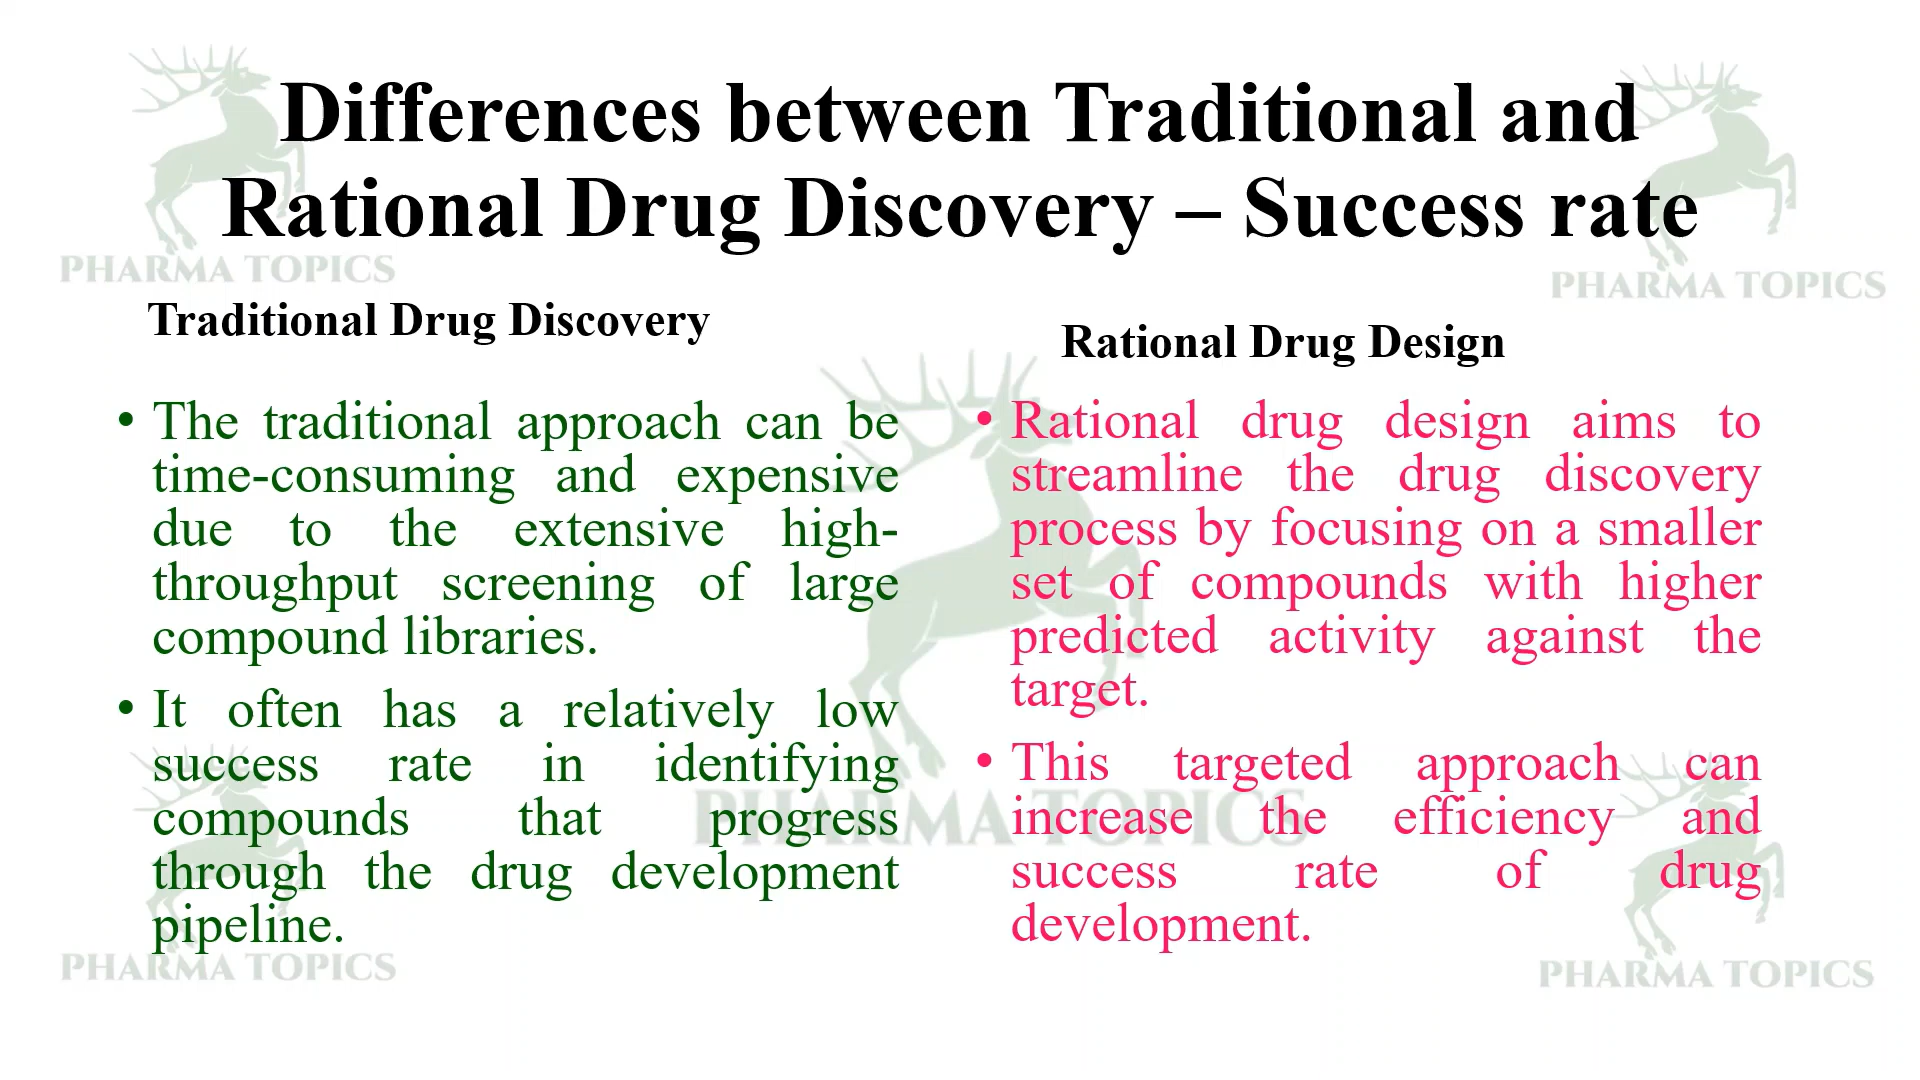 Differences between Traditional and
Rational Drug Discovery – Success rate
PHARMA TOPICS
PHARMA TOPICS
Traditional Drug Discovery
• The traditional approach can be
time-consuming and expensive
due to the extensive high-
throughput screening of large
compound libraries.
• It often has a relatively low
success rate in identifying
compounds that progress
through the drug development
pipeline.
Rational Drug Design
• Rational drug design aims to
streamline the drug discovery
process by focusing on a smaller
set of compounds with higher
predicted activity against the
target.
• This targeted approach can
increase the efficiency and
success rate of drug
development.
PHARMA TOPICS
PHARMA TOPICS
PHARMA TOPICS